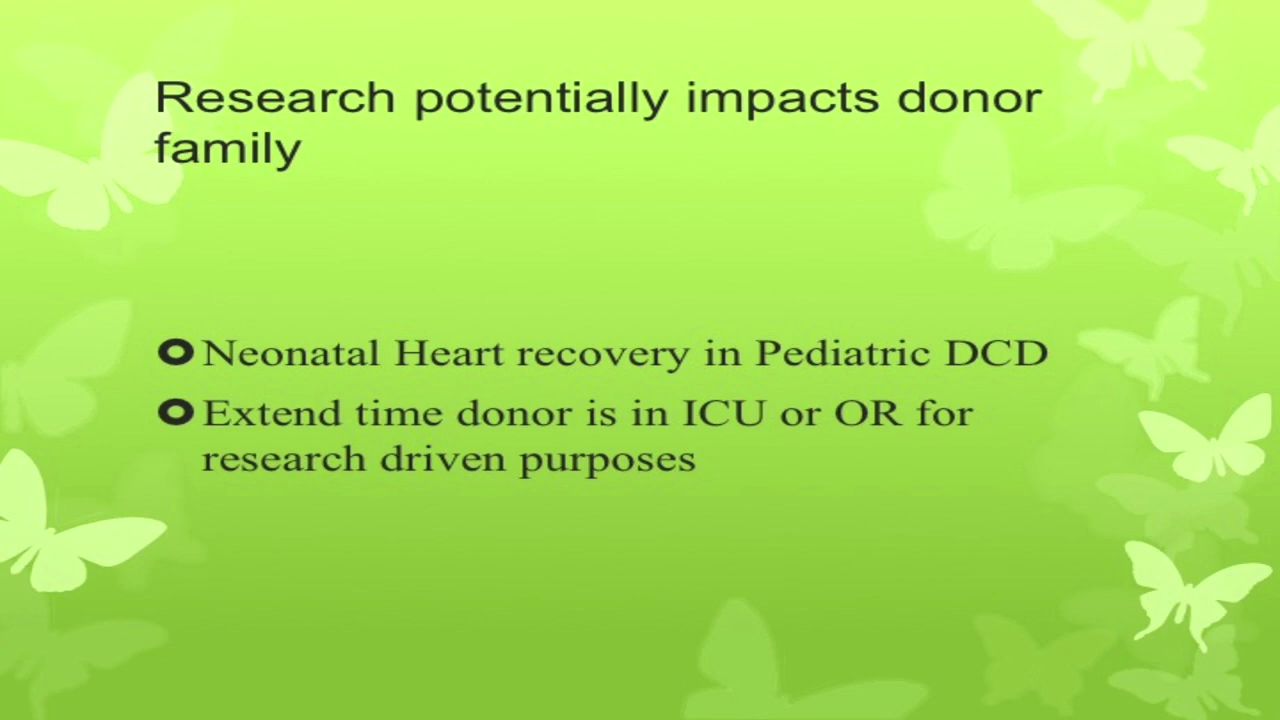 Research potentially impacts donor
family
Neonatal Heart recovery in Pediatric DCD
Extend time donor is in ICU or OR for
research driven purposes